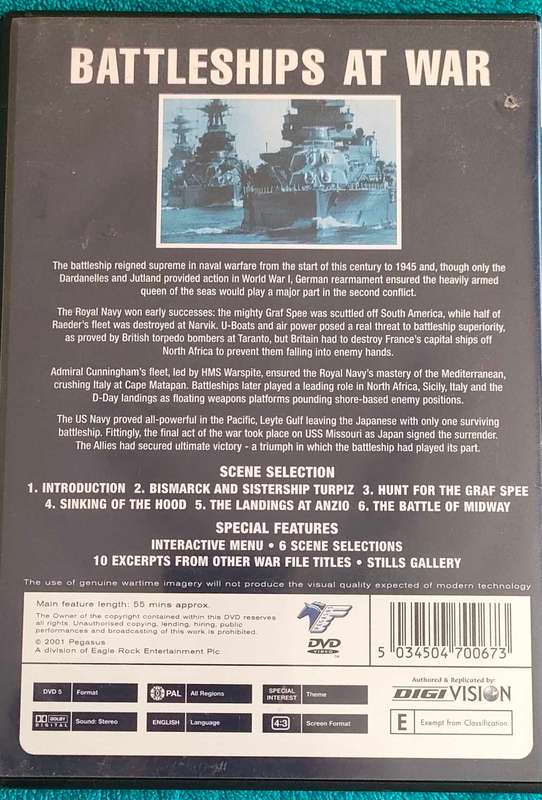 BATTLESHIPS AT WAR
The battleship reigned supreme in naval warfare from the start of this century to 1945 and, though only the
Dardanelles and Jutland provided action in World War I, German rearmament ensured the heavily armed
queen of the seas would play a major part in the second conflict.
The Royal Navy won early successes: the mighty Graf Spee was scuttled off South America, while half of
Raeder's fleet was destroyed at Narvik. U-Boats and air power posed a real threat to battleship superiority,
as proved by British torpedo bombers at Taranto, but Britain had to destroy France's capital ships off
North Africa to prevent them falling into enemy hands.
Admiral Cunningham's fleet, led by HMS Warspite, ensured the Royal Navy's mastery of the Mediterranean,
crushing Italy at Cape Matapan. Battleships later played a leading role in North Africa, Sicily, Italy and the
D-Day landings as floating weapons platforms pounding shore-based enemy positions.
The US Navy proved all-powerful in the Pacific, Leyte Gulf leaving the Japanese with only one surviving
battleship. Fittingly, the final act of the war took place on USS Missouri as Japan signed the surrender.
The Allies had secured ultimate victory - a triumph in which the battleship had played its part.
SCENE SELECTION
1. INTRODUCTION 2. BISMARCK AND SISTERSHIP TURPIZ 3. HUNT FOR THE GRAF SPEE
4. SINKING OF THE HOOD 5. THE LANDINGS AT ANZIO 6. THE BATTLE OF MIDWAY
SPECIAL FEATURES
INTERACTIVE MENU • 6 SCENE SELECTIONS
10 EXCERPTS FROM OTHER WAR FILE TITLES • STILLS GALLERY
The use of genuine wartime imagery will not produce the visual quality expected of modern technology
Main feature length: 55 mins approx.
The Owner of the copyright contained within this DVD reserves
all rights. Unauthorised copying, lending, hiring, public
performances and broadcasting of this work is prohibited.
© 2001 Pegasus
A division of Eagle Rock Entertainment Plc
DVD
VIDEO
TM
5 034504 700673
DVD 5 Format
PAL All Regions
SPECIAL INTEREST Theme
Authorised & Replicated by:
DIGIVISION
DOLBY DIGITAL Sound: Stereo
ENGLISH Language
4:3 Screen Format
E Exempt from Classification